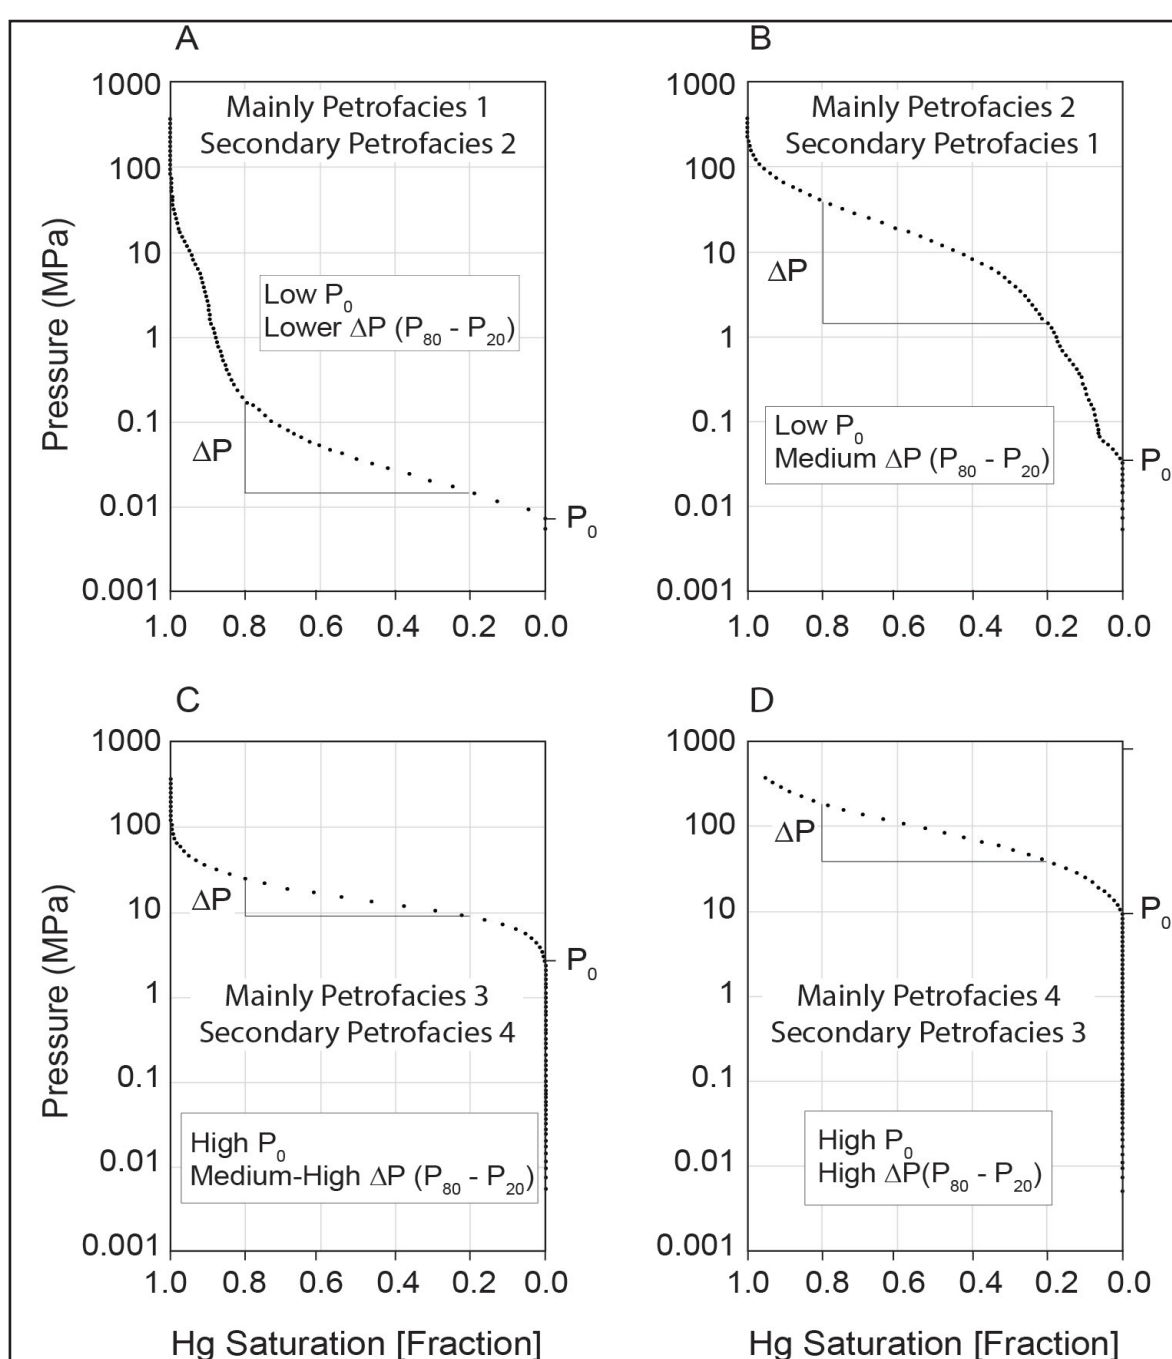 A
Pressure (MPa)
1000
100
10
1
0.1
0.01
0.001
Mainly Petrofacies 1
Secondary Petrofacies 2
Low P0
Lower ΔP (P80 - P20)
ΔP
P0
1.0 0.8 0.6 0.4 0.2 0.0
B
1000
100
10
1
0.1
0.01
0.001
Mainly Petrofacies 2
Secondary Petrofacies 1
ΔP
Low P0
Medium ΔP (P80 - P20)
P0
1.0 0.8 0.6 0.4 0.2 0.0
C
Pressure (MPa)
1000
100
10
1
0.1
0.01
0.001
ΔP
P0
Mainly Petrofacies 3
Secondary Petrofacies 4
High P0
Medium-High ΔP (P80 - P20)
1.0 0.8 0.6 0.4 0.2 0.0
Hg Saturation [Fraction]
D
1000
100
10
1
0.1
0.01
0.001
ΔP
P0
Mainly Petrofacies 4
Secondary Petrofacies 3
High P0
High ΔP(P80 - P20)
1.0 0.8 0.6 0.4 0.2 0.0
Hg Saturation [Fraction]